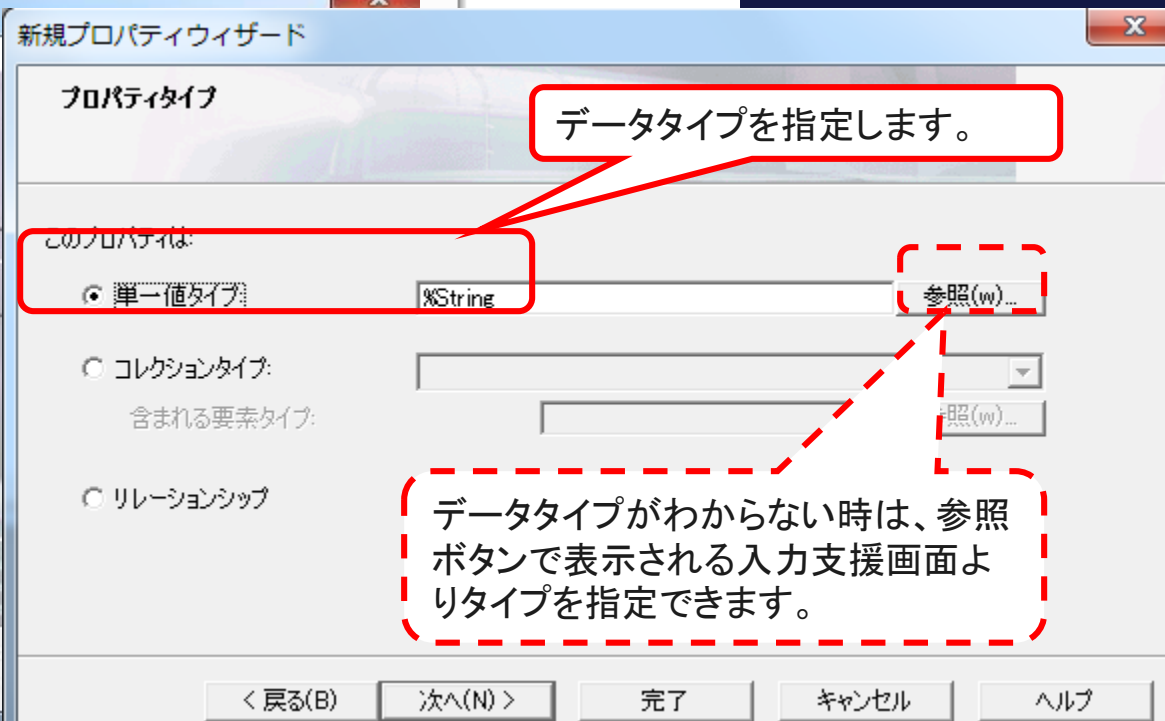 新規プロパティウィザード
プロパティタイプ
データタイプを指定します。
このプロパティは:
単一値タイプ: %String 参照(w)...
コレクションタイプ:
含まれる要素タイプ: 照(w)...
リレーションシップ
データタイプがわからない時は、参照
ボタンで表示される入力支援画面よ
りタイプを指定できます。
< 戻る(B) 次へ(N) > 完了 キャンセル ヘルプ